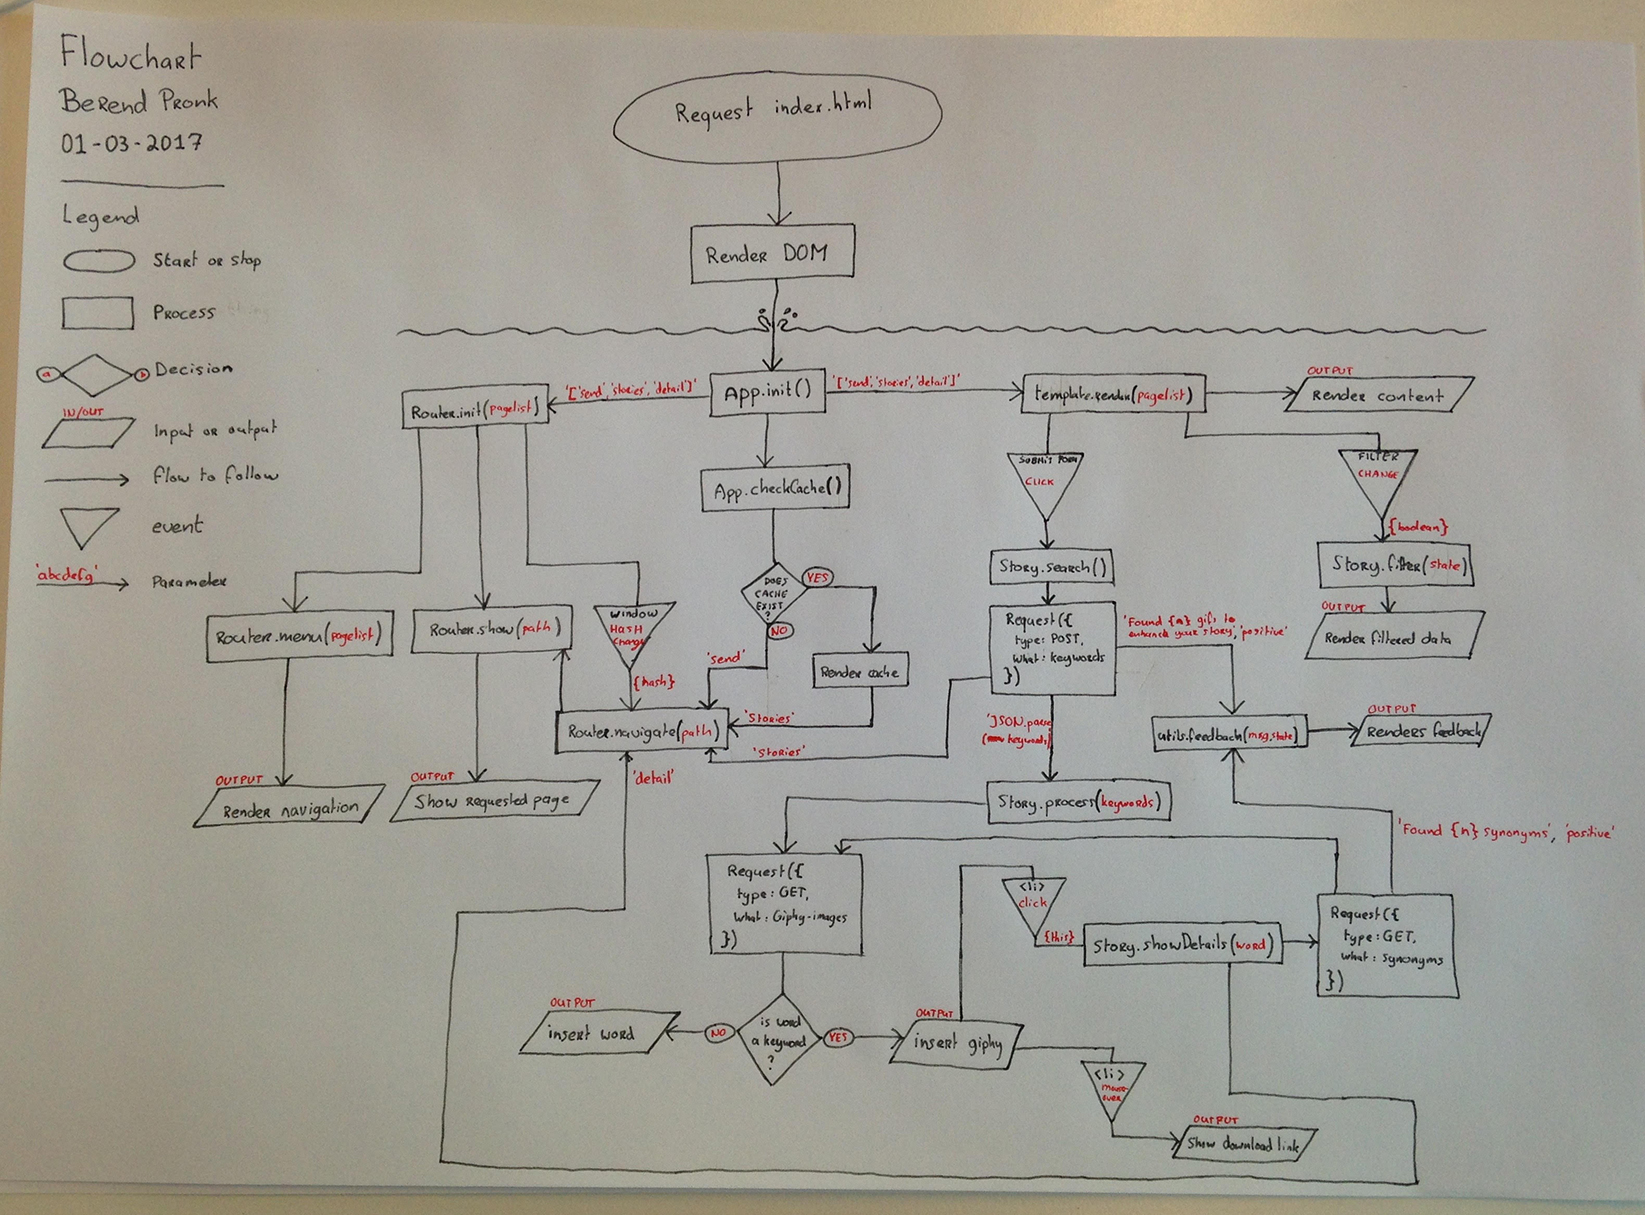 Flowchart
Berend Pronk
01-03-2017
Legend
Start or stop
Process
a
b
Decision
IN/OUT
Input or output
Flow to follow
event
'abcdefg'
Parameter
Request index.html
Render DOM
App.init()
'['send', 'stories', 'detail']'
'['send', 'stories', 'detail']'
Router.init(pagelist)
template.render(pagelist)
OUTPUT
Render content
App.checkCache()
SUBMIT FORM
CLICK
FILTER
CHANGE
{boolean}
Story.search()
Story.filter(state)
OUTPUT
Render filtered data
DOES
CACHE
EXIST
?
YES
NO
'send'
Render cache
'Stories'
Router.menu(pagelist)
Router.show(path)
WINDOW
HASH
CHANGE
{hash}
Router.navigate(path)
'Stories'
'detail'
Request({
type: POST,
what: keywords
})
'Found {n} gifs to
enhance your story', 'positive'
'JSON.parse
keywords)
utils.feedback(msg, state)
OUTPUT
Renders feedback
OUTPUT
Render navigation
OUTPUT
Show requested page
Story.process(keywords)
'Found {n} synonyms', 'positive'
Request({
type: GET,
what: Giphy-images
})
<li>
click
{this}
Story.showDetails(word)
Request({
type: GET,
what: synonyms
})
is word
a keyword
?
NO
YES
OUTPUT
insert word
OUTPUT
insert giphy
<li>
mouse-
over
OUTPUT
Show download link